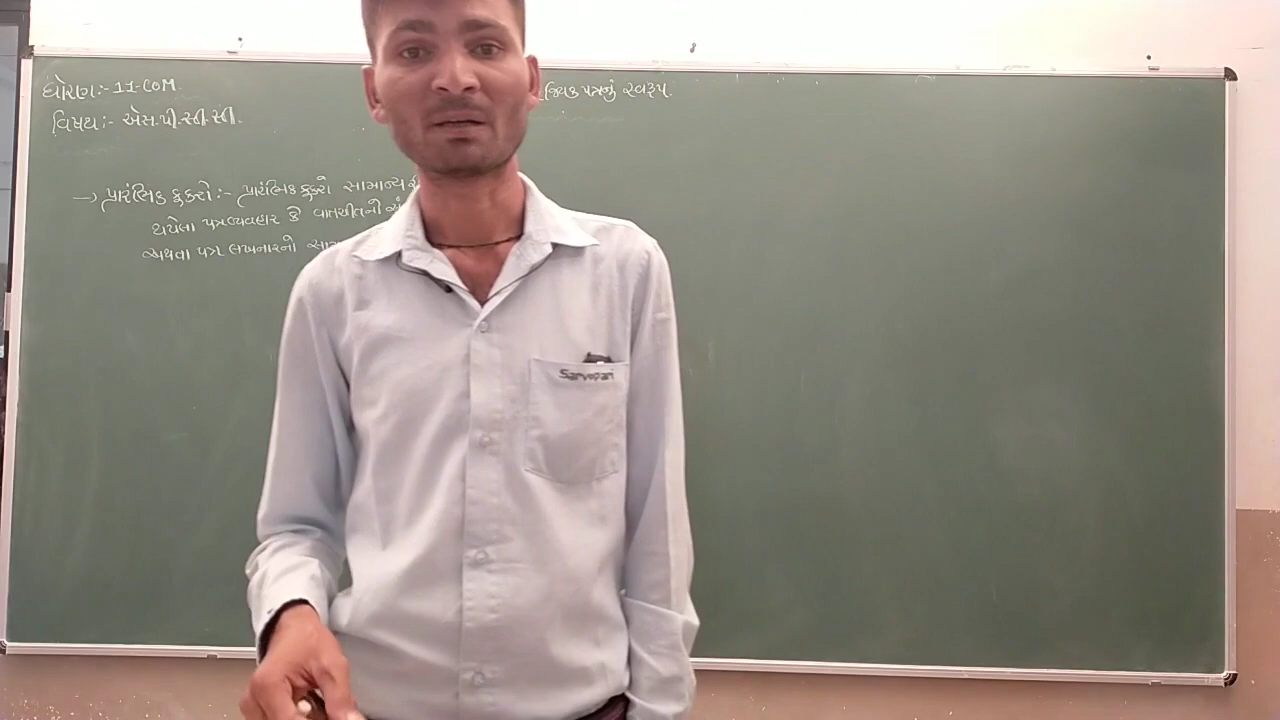 ધોરણ:- 11-COM.
પત્રનું સ્વરૂપ.
વિષય:- એસ.પી.સી.સી.
→ પ્રારંભિક ફકરો:- પ્રારંભિક ફકરો સામાન્ય
થયેલા પત્રવ્યવહાર કે વાતચીતનો
અથવા પત્ર લખનારનો
Sarvopari